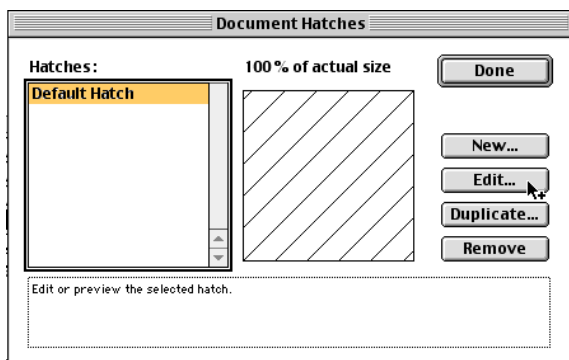 Document Hatches
Hatches:
100% of actual size
Done
Default Hatch
New...
Edit...
Duplicate...
Remove
Edit or preview the selected hatch.